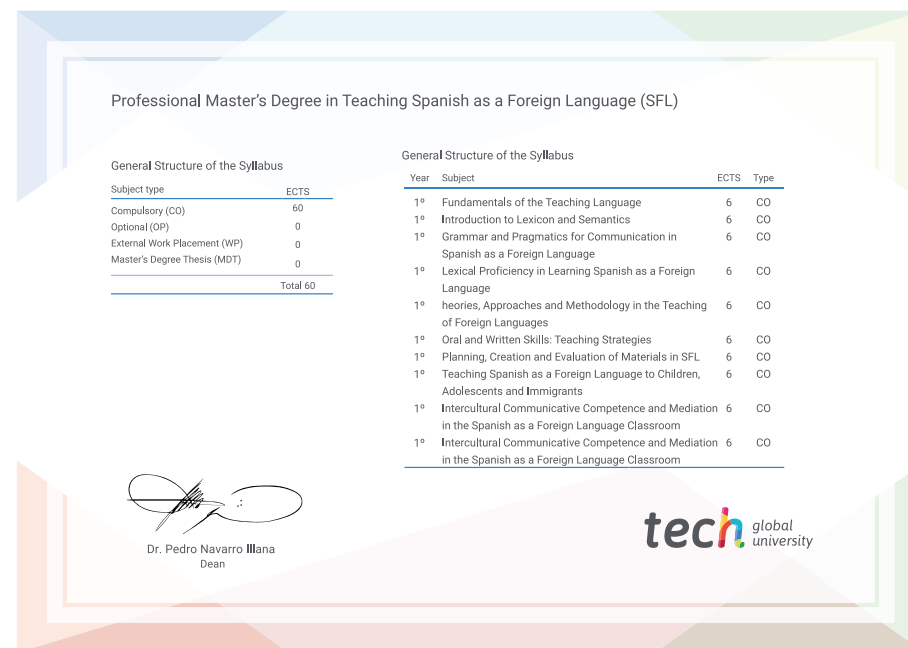 Professional Master's Degree in Teaching Spanish as a Foreign Language (SFL)
General Structure of the Syllabus
Subject type ECTS
Compulsory (CO) 60
Optional (OP) 0
External Work Placement (WP) 0
Master's Degree Thesis (MDT) 0
Total 60
General Structure of the Syllabus
Year Subject ECTS Type
1º Fundamentals of the Teaching Language 6 CO
1º Introduction to Lexicon and Semantics 6 CO
1º Grammar and Pragmatics for Communication in 6 CO
Spanish as a Foreign Language
1º Lexical Proficiency in Learning Spanish as a Foreign 6 CO
Language
1º heories, Approaches and Methodology in the Teaching 6 CO
of Foreign Languages
1º Oral and Written Skills: Teaching Strategies 6 CO
1º Planning, Creation and Evaluation of Materials in SFL 6 CO
1º Teaching Spanish as a Foreign Language to Children, 6 CO
Adolescents and Immigrants
1º Intercultural Communicative Competence and Mediation 6 CO
in the Spanish as a Foreign Language Classroom
1º Intercultural Communicative Competence and Mediation 6 CO
in the Spanish as a Foreign Language Classroom
Dr. Pedro Navarro Illana
Dean
tech global
university